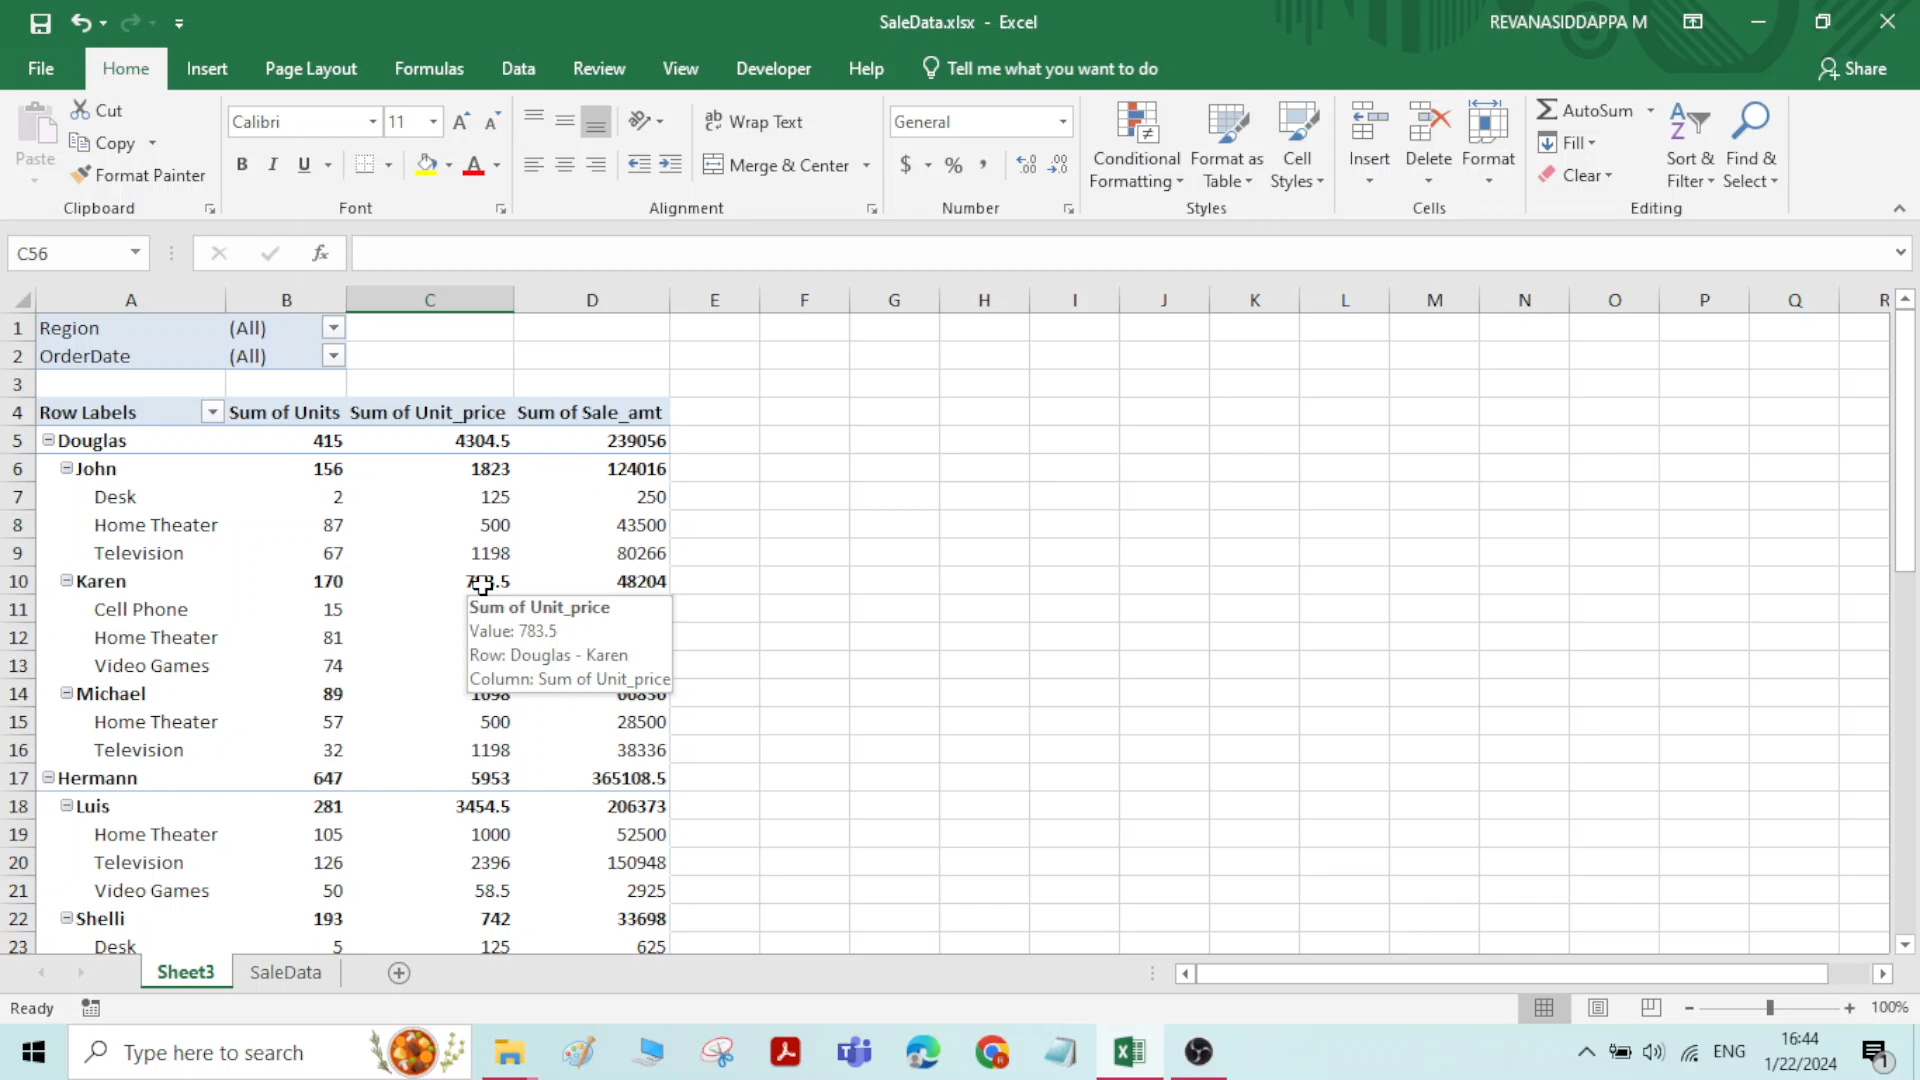 SaleData.xlsx - Excel
REVANASIDDAPPA M
File Home Insert Page Layout Formulas Data Review View Developer Help Tell me what you want to do Share
Paste
Cut
Copy
Format Painter
Clipboard
Calibri 11
B I U
Font
Wrap Text
Merge & Center
Alignment
General
$ % ,
Number
Conditional Formatting
Format as Table
Cell Styles
Styles
Insert Delete Format
Cells
AutoSum
Fill
Clear
Sort & Filter
Find & Select
Editing
C56 fx
A B C D E F G H I J K L M N O P Q R
1 Region (All)
2 OrderDate (All)
3
4 Row Labels Sum of Units Sum of Unit_price Sum of Sale_amt
5 Douglas 415 4304.5 239056
6 John 156 1823 124016
7 Desk 2 125 250
8 Home Theater 87 500 43500
9 Television 67 1198 80266
10 Karen 170 48204
11 Cell Phone 15
12 Home Theater 81
13 Video Games 74
14 Michael 89
Sum of Unit_price
Value: 783.5
Row: Douglas - Karen
Column: Sum of Unit_price
15 Home Theater 57 500 28500
16 Television 32 1198 38336
17 Hermann 647 5953 365108.5
18 Luis 281 3454.5 206373
19 Home Theater 105 1000 52500
20 Television 126 2396 150948
21 Video Games 50 58.5 2925
22 Shelli 193 742 33698
23 Desk 5 125 625
Sheet3 SaleData
Ready 100%
Type here to search
ENG
16:44
1/22/2024
1